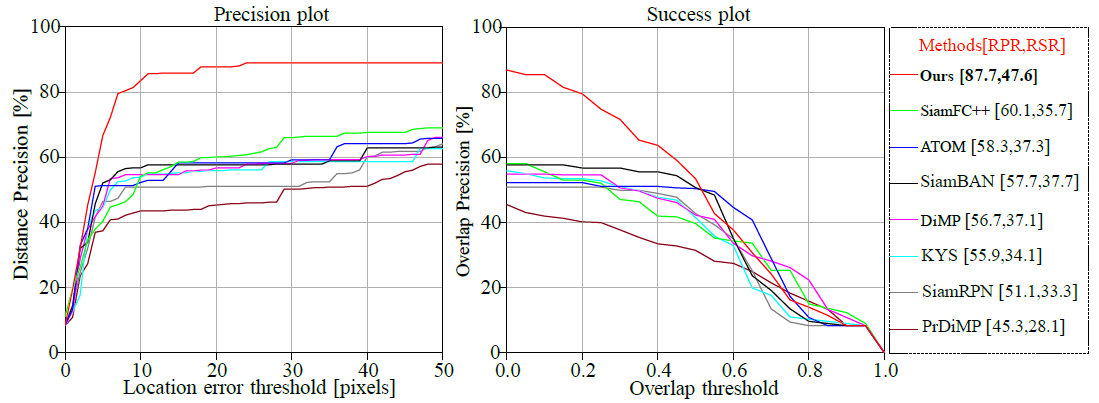 Precision plot
100
80
60
40
20
0
Distance Precision [%]
0 10 20 30 40 50
Location error threshold [pixels]
Success plot
100
80
60
40
20
0
Overlap Precision [%]
0.0 0.2 0.4 0.6 0.8 1.0
Overlap threshold
Methods[RPR,RSR]
Ours [87.7,47.6]
SiamFC++ [60.1,35.7]
ATOM [58.3,37.3]
SiamBAN [57.7,37.7]
DiMP [56.7,37.1]
KYS [55.9,34.1]
SiamRPN [51.1,33.3]
PrDiMP [45.3,28.1]